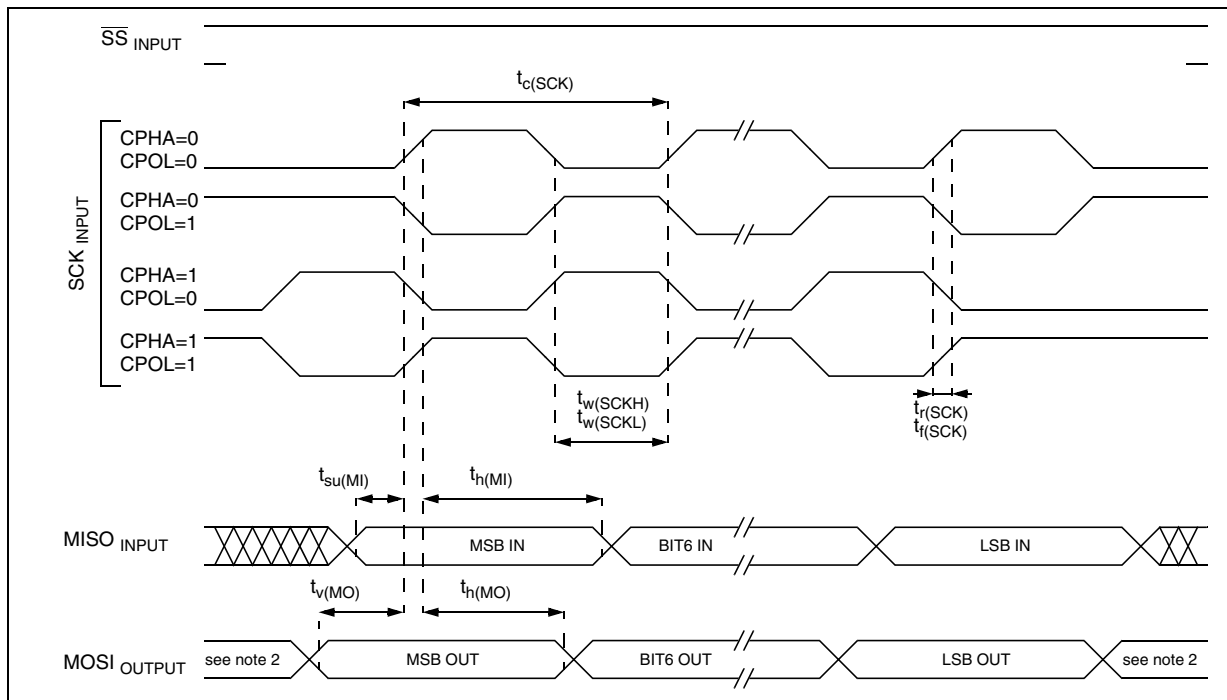 SS INPUT
tc(SCK)
SCK INPUT
CPHA=0
CPOL=0
CPHA=0
CPOL=1
CPHA=1
CPOL=0
CPHA=1
CPOL=1
tw(SCKH)
tw(SCKL)
tr(SCK)
tf(SCK)
tsu(MI)
th(MI)
MISO INPUT
MSB IN
BIT6 IN
LSB IN
tv(MO)
th(MO)
MOSI OUTPUT
see note 2
MSB OUT
BIT6 OUT
LSB OUT
see note 2